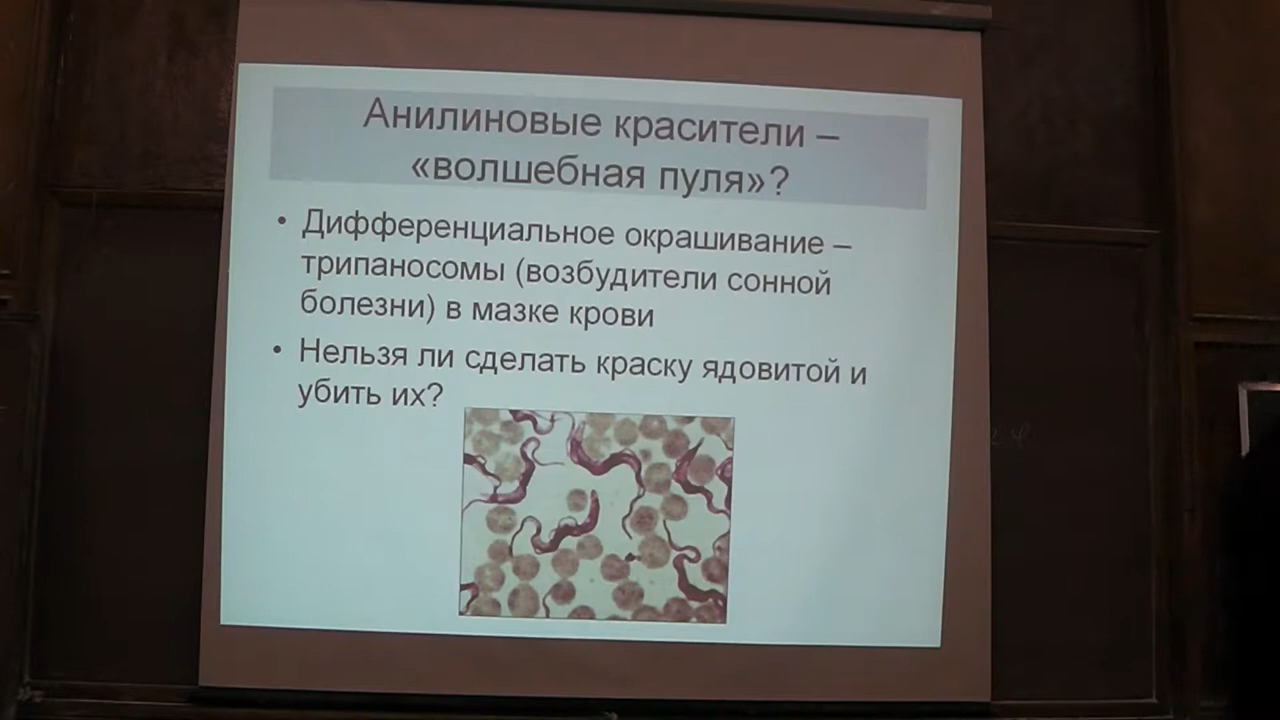 Анилиновые красители –
«волшебная пуля»?
• Дифференциальное окрашивание –
трипаносомы (возбудители сонной
болезни) в мазке крови
• Нельзя ли сделать краску ядовитой и
убить их?